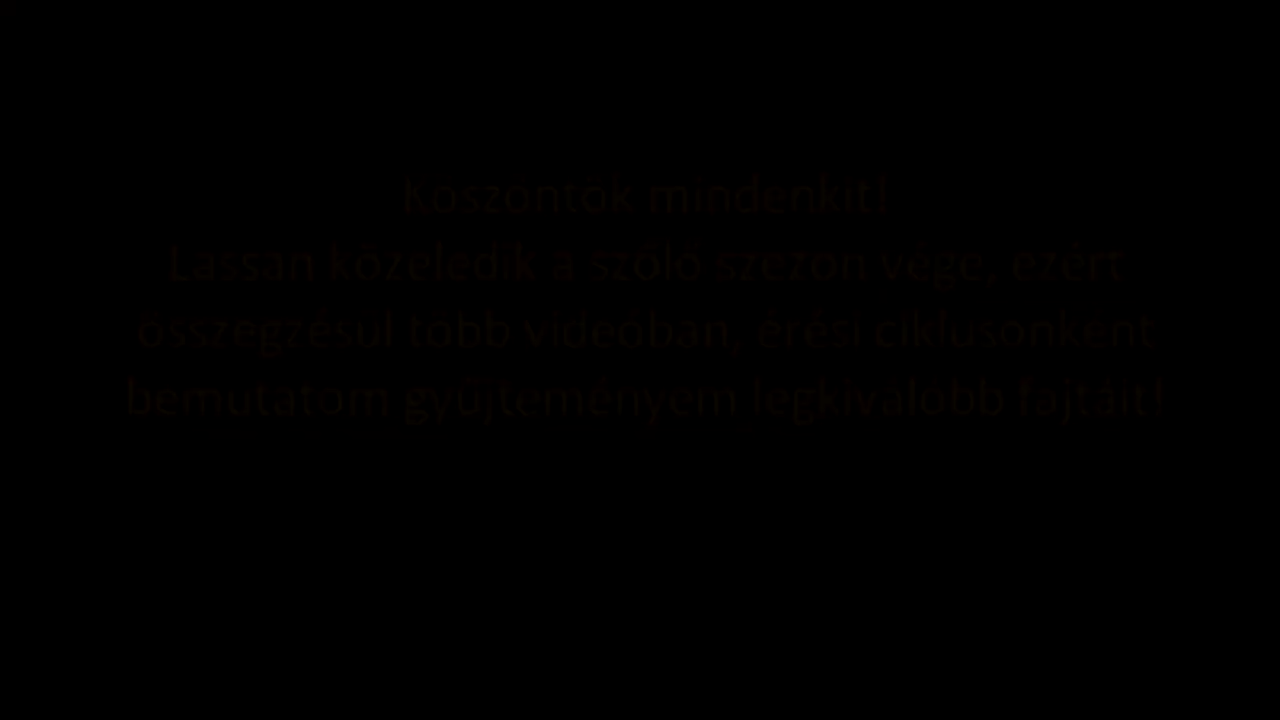 Köszöntök mindenkit!
Lassan közeledik a szőlő szezon vége, ezért
összegzésül több videóban, érési ciklusonként
bemutatom gyűjteményem legkiválóbb fajtáit!